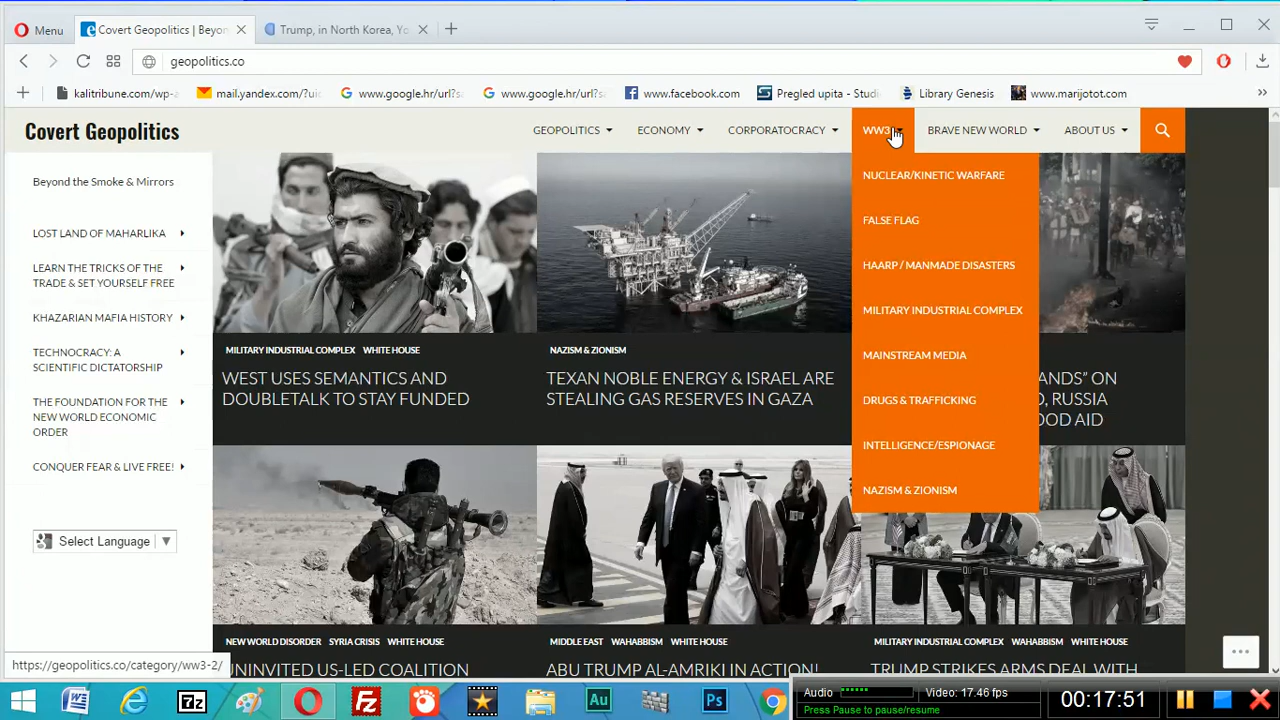 Menu
Covert Geopolitics | Beyon
Trump, in North Korea, Yo
geopolitics.co
kalitribune.com/wp-a
mail.yandex.com/?uid
www.google.hr/url?sa
www.google.hr/url?sa
www.facebook.com
Pregled upita - Studi
Library Genesis
www.marijotot.com
Covert Geopolitics
GEOPOLITICS
ECONOMY
CORPORATOCRACY
WW3
BRAVE NEW WORLD
ABOUT US
Beyond the Smoke & Mirrors
LOST LAND OF MAHARLIKA
LEARN THE TRICKS OF THE
TRADE & SET YOURSELF FREE
KHAZARIAN MAFIA HISTORY
TECHNOCRACY: A
SCIENTIFIC DICTATORSHIP
THE FOUNDATION FOR THE
NEW WORLD ECONOMIC
ORDER
CONQUER FEAR & LIVE FREE!
Select Language
NUCLEAR/KINETIC WARFARE
FALSE FLAG
HAARP / MANMADE DISASTERS
MILITARY INDUSTRIAL COMPLEX
MAINSTREAM MEDIA
DRUGS & TRAFFICKING
INTELLIGENCE/ESPIONAGE
NAZISM & ZIONISM
MILITARY INDUSTRIAL COMPLEX WHITE HOUSE
WEST USES SEMANTICS AND
DOUBLETALK TO STAY FUNDED
NAZISM & ZIONISM
TEXAN NOBLE ENERGY & ISRAEL ARE
STEALING GAS RESERVES IN GAZA
ANDS” ON
, RUSSIA
OOD AID
NEW WORLD DISORDER SYRIA CRISIS WHITE HOUSE
UNINVITED US-LED COALITION
MIDDLE EAST WAHABBISM WHITE HOUSE
ABU TRUMP AL-AMRIKI IN ACTION!
MILITARY INDUSTRIAL COMPLEX WAHABBISM WHITE HOUSE
TRUMP STRIKES ARMS DEAL WITH
https://geopolitics.co/category/ww3-2/
7z
Au
Ps
Audio
Video: 17.46 fps
Press Pause to pause/resume
00:17:51